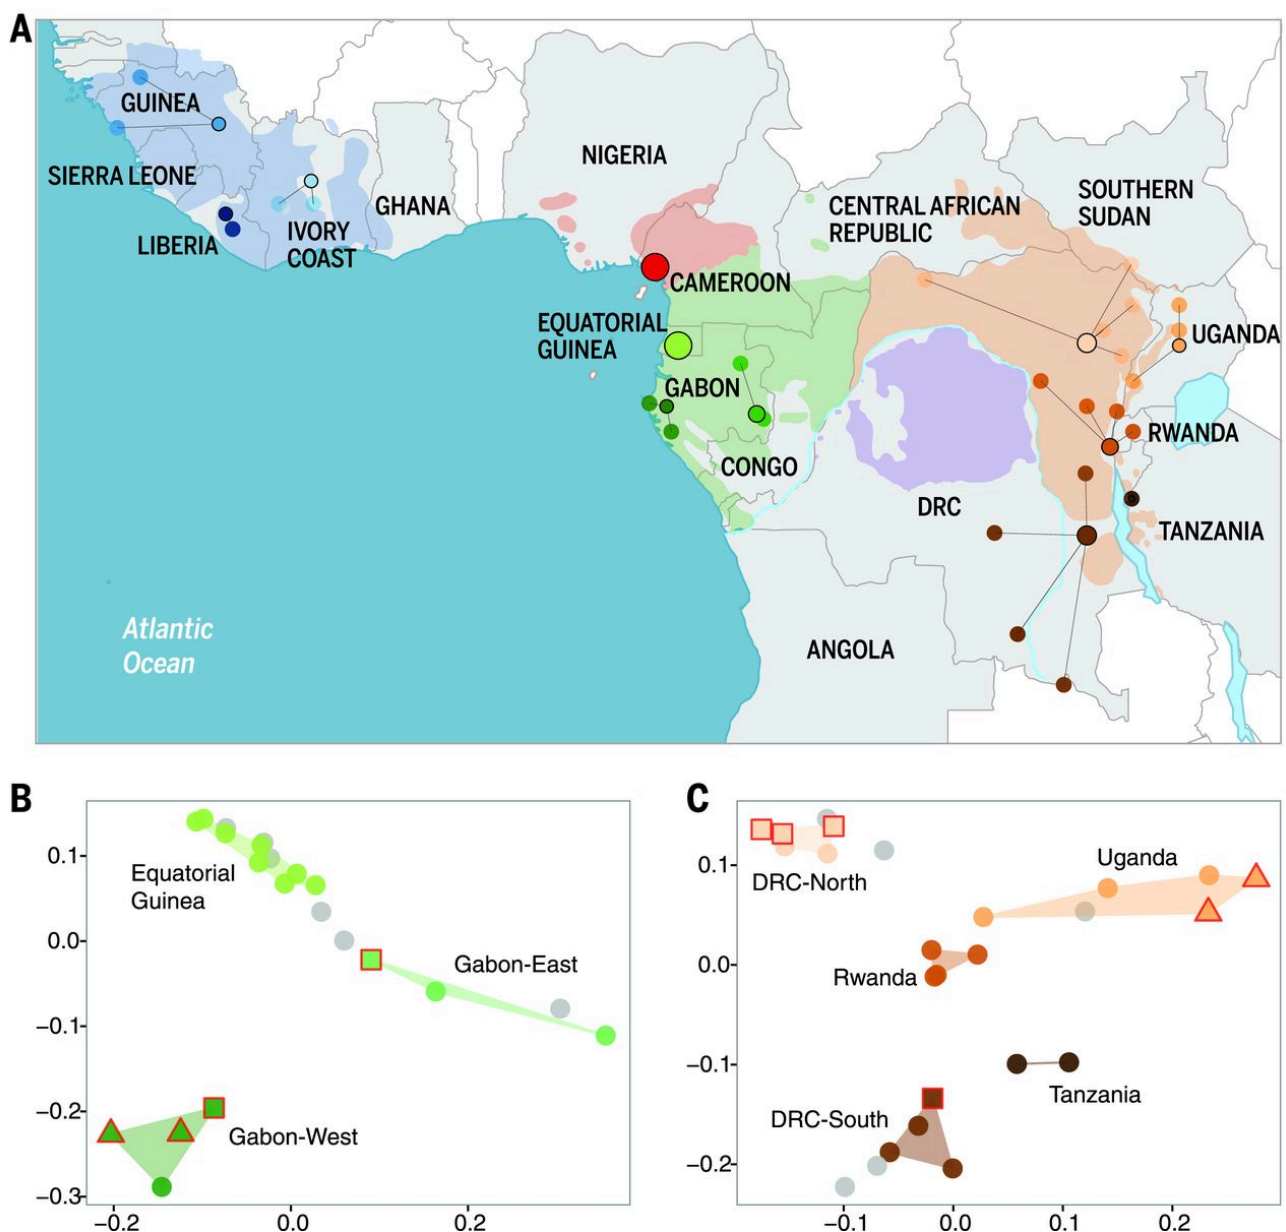 A
GUINEA
SIERRA LEONE
LIBERIA
IVORY
COAST
GHANA
NIGERIA
CAMEROON
EQUATORIAL
GUINEA
GABON
CONGO
CENTRAL AFRICAN
REPUBLIC
SOUTHERN
SUDAN
UGANDA
RWANDA
DRC
TANZANIA
ANGOLA
Atlantic
Ocean
B
0.1
0.0
−0.1
−0.2
−0.3
Equatorial
Guinea
Gabon-East
Gabon-West
−0.2
0.0
0.2
C
0.1
0.0
−0.1
−0.2
DRC-North
Uganda
Rwanda
Tanzania
DRC-South
−0.1
0.0
0.1
0.2